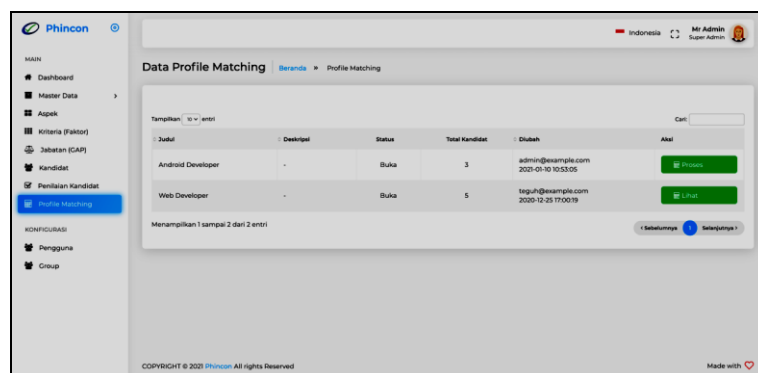 Phincon
Indonesia
Mr Admin
Super Admin
MAIN
Dashboard
Master Data
Aspek
Kriteria (Faktor)
Jabatan (GAP)
Kandidat
Penilaian Kandidat
Profile Matching
KONFIGURASI
Pengguna
Group
Data Profile Matching
Beranda » Profile Matching
Tampilkan 10 entri
Cari:
Judul Deskripsi Status Total Kandidat Diubah Aksi
Android Developer - Buka 3 admin@example.com 2021-01-10 10:53:05 Proses
Web Developer - Buka 5 teguh@example.com 2020-12-25 17:00:19 Lihat
Menampilkan 1 sampai 2 dari 2 entri
‹ Sebelumnya 1 Selanjutnya ›
COPYRIGHT © 2021 Phincon All rights Reserved
Made with